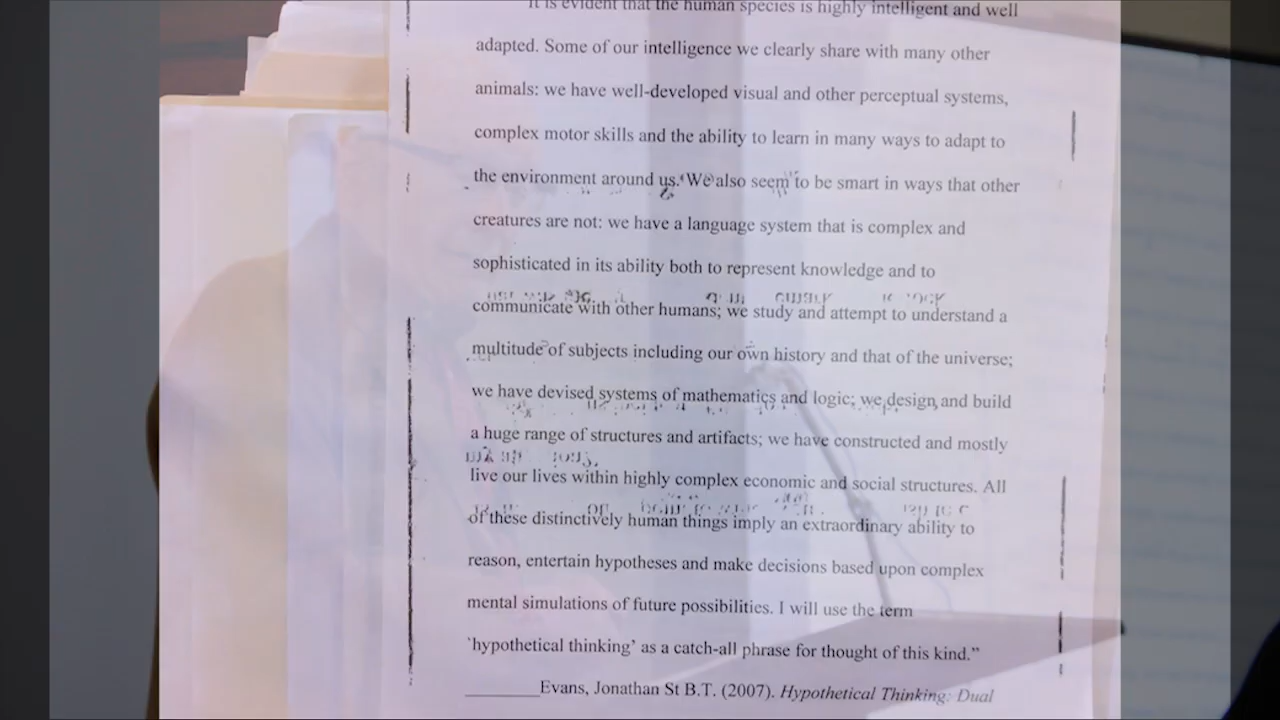 It is evident that the human species is highly intelligent and well
adapted. Some of our intelligence we clearly share with many other
animals: we have well-developed visual and other perceptual systems,
complex motor skills and the ability to learn in many ways to adapt to
the environment around us. We also seem to be smart in ways that other
creatures are not: we have a language system that is complex and
sophisticated in its ability both to represent knowledge and to
communicate with other humans; we study and attempt to understand a
multitude of subjects including our own history and that of the universe;
we have devised systems of mathematics and logic; we design and build
a huge range of structures and artifacts; we have constructed and mostly
live our lives within highly complex economic and social structures. All
of these distinctively human things imply an extraordinary ability to
reason, entertain hypotheses and make decisions based upon complex
mental simulations of future possibilities. I will use the term
‘hypothetical thinking’ as a catch-all phrase for thought of this kind.”
________Evans, Jonathan St B.T. (2007). Hypothetical Thinking: Dual